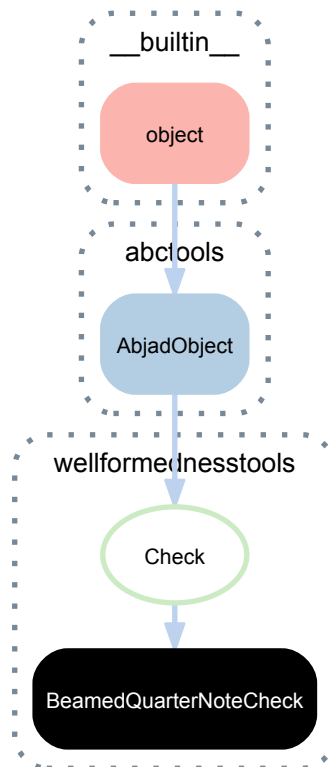 __builtin__
object
abctools
AbjadObject
wellformednesstools
Check
BeamedQuarterNoteCheck